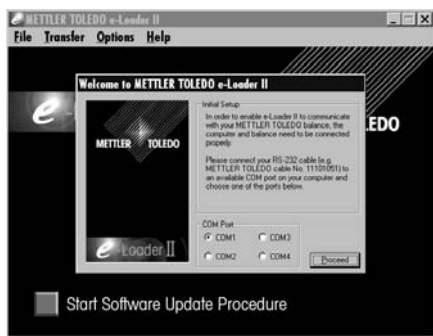 METTLER TOLEDO e-Loader II
File Transfer Options Help
Welcome to METTLER TOLEDO e-Loader II
Initial Setup
In order to enable e-Loader II to communicate
with your METTLER TOLEDO balance, the
computer and balance need to be connected
properly.
Please connect your RS-232 cable (e.g.
METTLER TOLEDO cable No. 11101051) to
an available COM port on your computer and
choose one of the ports below.
METTLER TOLEDO
e-Loader II
COM Port
COM1 COM3
COM2 COM4
Proceed
e
LEDO
Start Software Update Procedure